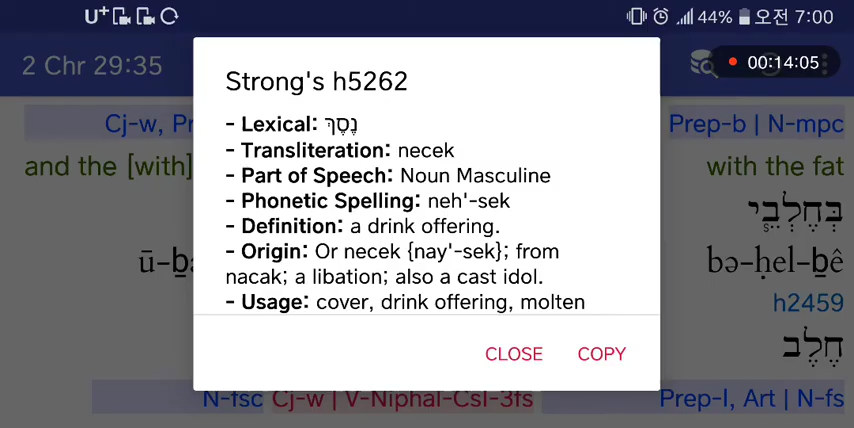 U+ 44% 오전 7:00
2 Chr 29:35 00:14:05
Strong's h5262
- Lexical: נֶסֶךְ
- Transliteration: necek
- Part of Speech: Noun Masculine
- Phonetic Spelling: neh'-sek
- Definition: a drink offering.
- Origin: Or necek {nay'-sek}; from
nacak; a libation; also a cast idol.
- Usage: cover, drink offering, molten
CLOSE COPY
Cj-w, Pr Prep-b | N-mpc
and the [with] with the fat
בְּחֶלְבֵ֧י
ū-ḇ bə-ḥel-ḇê
h2459
חֶלֶב
N-fsc Cj-w | V-Niphal-CsI-3fs Prep-l, Art | N-fs